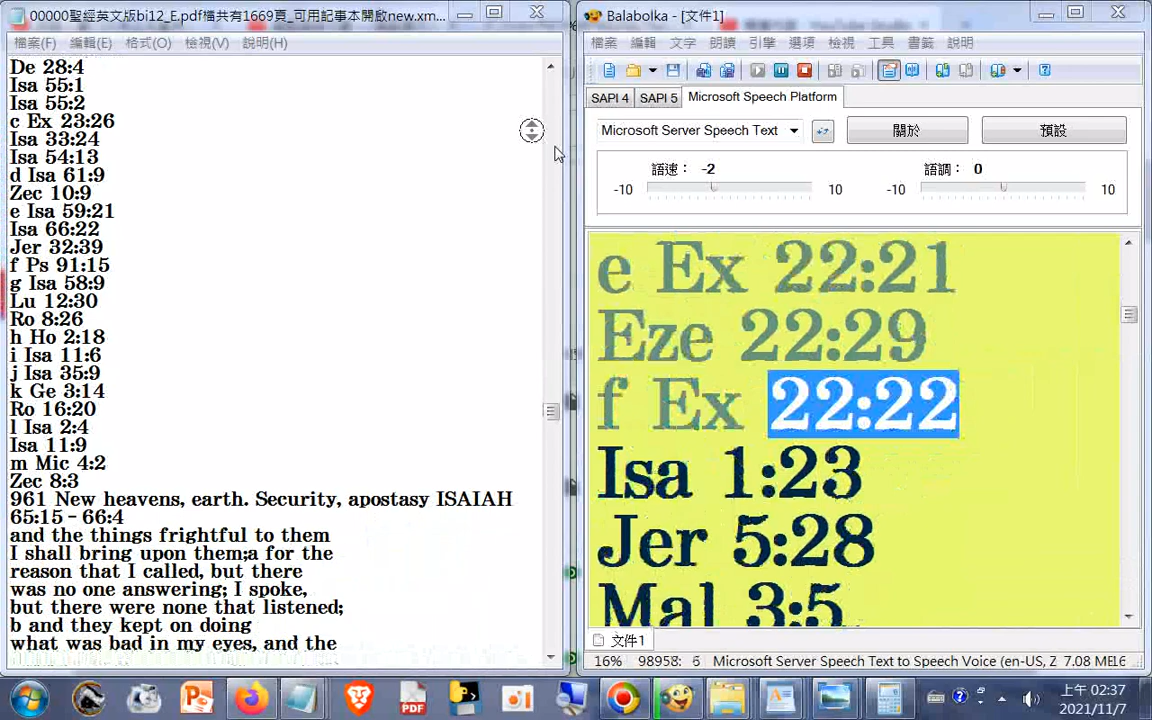 00000聖經英文版bi12_E.pdf檔共有1669頁_可用記事本開啟new.xm...
檔案(F) 編輯(E) 格式(O) 檢視(V) 說明(H)
De 28:4
Isa 55:1
Isa 55:2
c Ex 23:26
Isa 33:24
Isa 54:13
d Isa 61:9
Zec 10:9
e Isa 59:21
Isa 66:22
Jer 32:39
f Ps 91:15
g Isa 58:9
Lu 12:30
Ro 8:26
h Ho 2:18
i Isa 11:6
j Isa 35:9
k Ge 3:14
Ro 16:20
l Isa 2:4
Isa 11:9
m Mic 4:2
Zec 8:3
961 New heavens, earth. Security, apostasy ISAIAH
65:15 – 66:4
and the things frightful to them
I shall bring upon them;a for the
reason that I called, but there
was no one answering; I spoke,
but there were none that listened;
b and they kept on doing
what was bad in my eyes, and the
Balabolka - [文件1]
檔案 編輯 文字 朗讀 引擎 選項 檢視 工具 書籤 說明
SAPI 4 SAPI 5 Microsoft Speech Platform
Microsoft Server Speech Text 關於 預設
語速： -2 語調： 0
-10 10 -10 10
e Ex 22:21
Eze 22:29
f Ex 22:22
Isa 1:23
Jer 5:28
Mal 3:5
文件1
16% 98958: 6 Microsoft Server Speech Text to Speech Voice (en-US, Z 7.08 ME
PDF
上午 02:37
2021/11/7